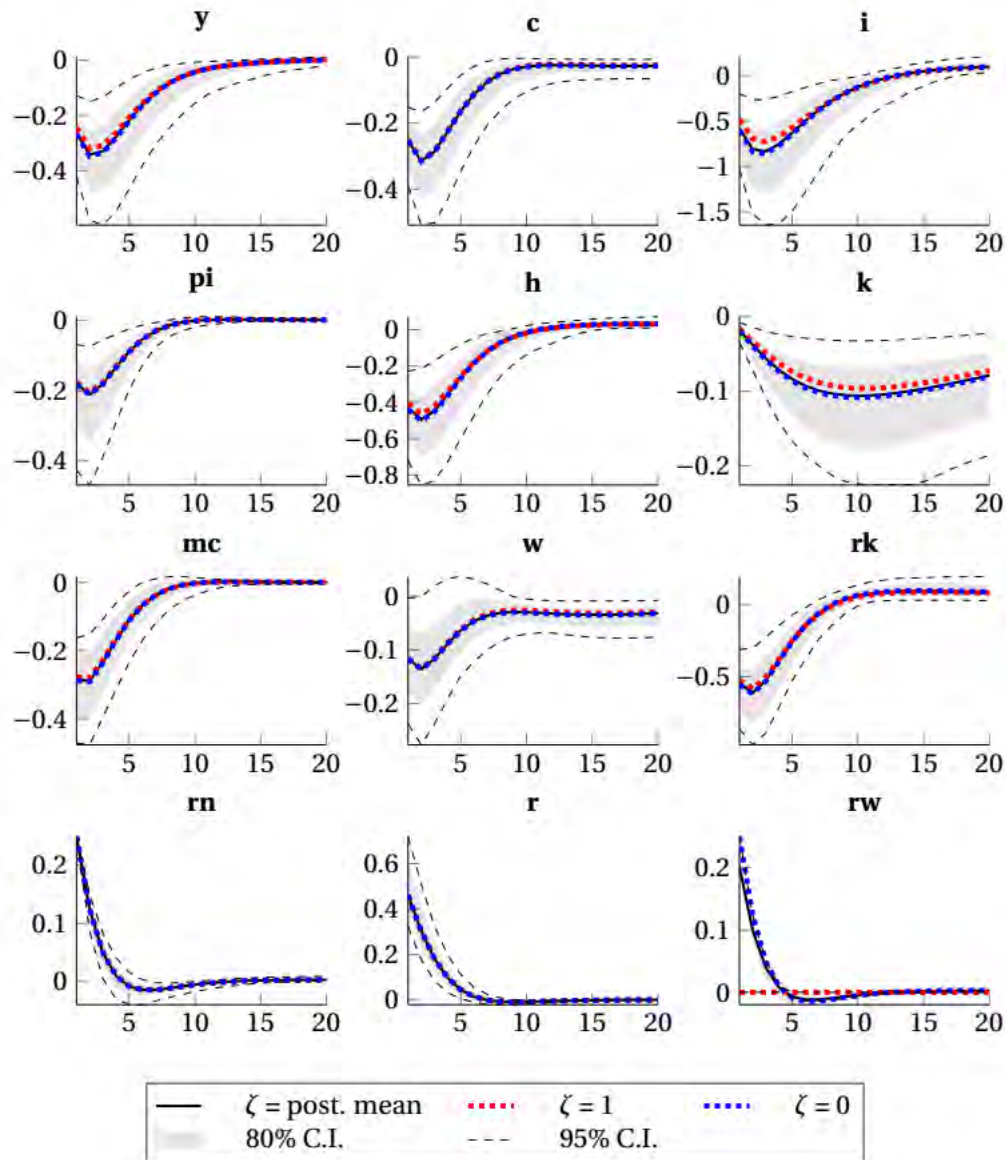 y c i
0 0 0
−0.2 −0.2 −0.5
−0.4 −0.4 −1
−1.5
5 10 15 20 5 10 15 20 5 10 15 20
pi h k
0 0 0
−0.2 −0.2 −0.1
−0.4 −0.4 −0.2
−0.6
−0.8
5 10 15 20 5 10 15 20 5 10 15 20
mc w rk
0 0 0
−0.2 −0.1 −0.5
−0.4 −0.2
5 10 15 20 5 10 15 20 5 10 15 20
rn r rw
0.2 0.6 0.2
0.1 0.4 0.1
0 0.2 0
0
5 10 15 20 5 10 15 20 5 10 15 20
ζ = post. mean ζ = 1 ζ = 0
80% C.I. 95% C.I.